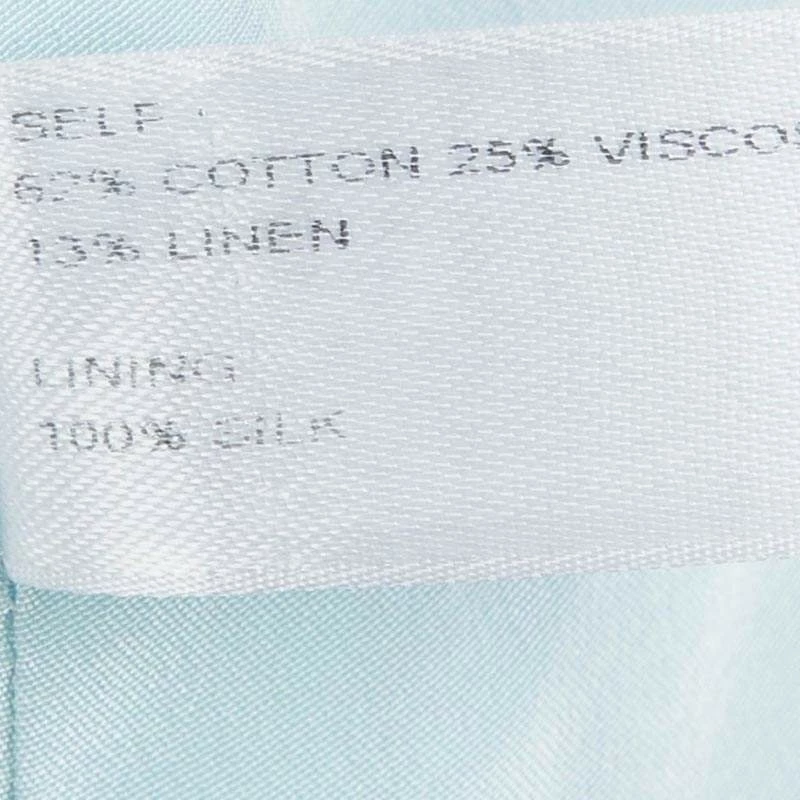 SELF
62% COTTON 25% VISCOS
13% LINEN
LINING
100% SILK